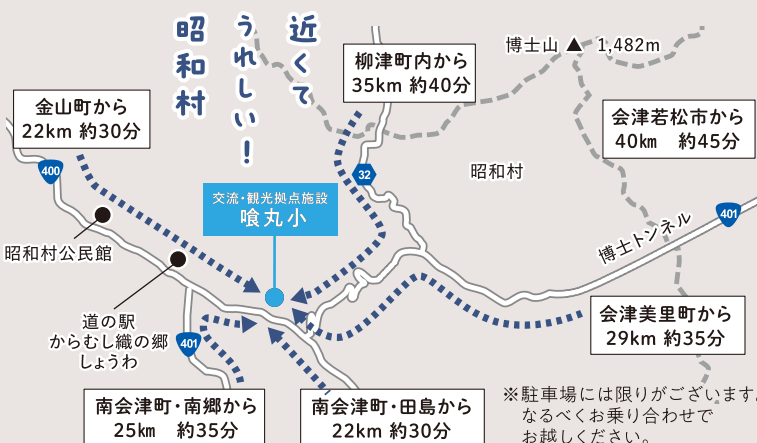 近くて
うれしい！
昭和村
博士山 ▲ 1,482m
柳津町内から
35km 約40分
金山町から
22km 約30分
会津若松市から
40km 約45分
400
32
昭和村
交流・観光拠点施設
喰丸小
401
博士トンネル
昭和村公民館
道の駅
からむし織の郷
しょうわ
401
会津美里町から
29km 約35分
南会津町・南郷から
25km 約35分
南会津町・田島から
22km 約30分
※駐車場には限りがございます。
なるべくお乗り合わせで
お越しください。